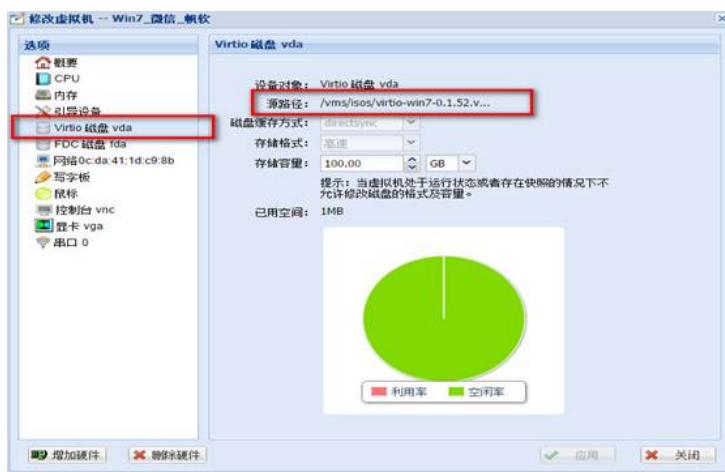 修改虚拟机 -- Win7_微信_帆软
选项
概要
CPU
内存
引导设备
Virtio 磁盘 vda
FDC 磁盘 fda
网络0c:da:41:1d:c9:8b
写字板
鼠标
控制台 vnc
显卡 vga
串口 0
Virtio 磁盘 vda
设备对象： Virtio 磁盘 vda
源路径： /vms/isos/virtio-win7-0.1.52.v...
磁盘缓存方式： directsync
存储格式： 高速
存储容量： 100.00 GB
提示：当虚拟机处于运行状态或者存在快照的情况下不
允许修改磁盘的格式及容量。
已用空间： 1MB
利用率 空闲率
增加硬件 删除硬件 应用 关闭